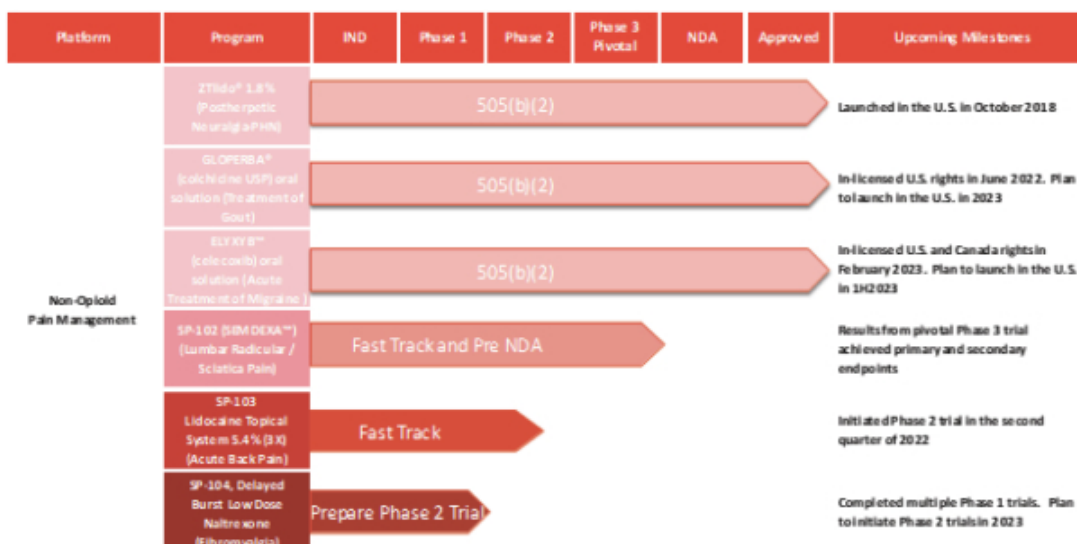 Platform
Program
IND
Phase 1
Phase 2
Phase 3
Pivotal
NDA
Approved
Upcoming Milestones
Non-Opioid
Pain Management
ZTlido® 1.8%
(Postherpetic
Neuralgia-PHN)
505(b)(2)
Launched in the U.S. in October 2018
GLOPERBA®
(colchicine USP) oral
solution (Treatment of
Gout)
505(b)(2)
In-licensed U.S. rights in June 2022. Plan
to launch in the U.S. in 2023
ELYXYB™
(celecoxib) oral
solution (Acute
Treatment of Migraine)
505(b)(2)
In-licensed U.S. and Canada rights in
February 2023. Plan to launch in the U.S.
in 1H2023
SP-102 (SEMDEXA™)
(Lumbar Radicular /
Sciatica Pain)
Fast Track and Pre NDA
Results from pivotal Phase 3 trial
achieved primary and secondary
endpoints
SP-103
Lidocaine Topical
System 5.4% (3X)
(Acute Back Pain)
Fast Track
Initiated Phase 2 trial in the second
quarter of 2022
SP-104, Delayed
Burst Low Dose
Naltrexone
(Fibromyalgia)
Prepare Phase 2 Trial
Completed multiple Phase 1 trials. Plan
to initiate Phase 2 trials in 2023